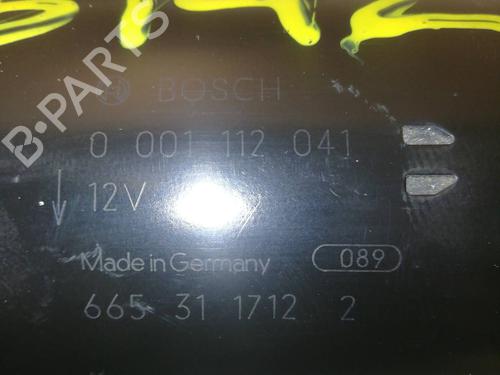 B-PARTS
BOSCH
0 001 112 041
12V
Made in Germany 089
665 31 1712 2